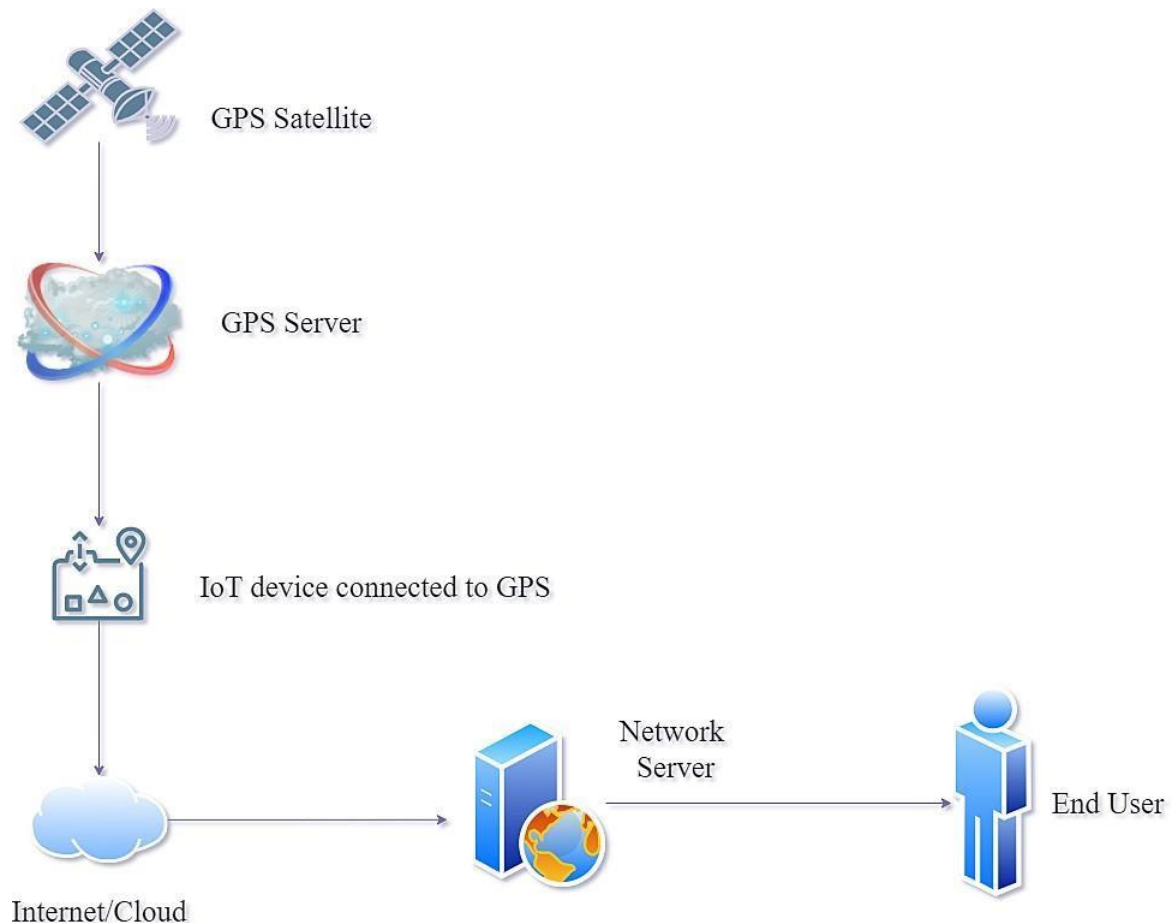 GPS Satellite
GPS Server
IoT device connected to GPS
Network
Server
End User
Internet/Cloud